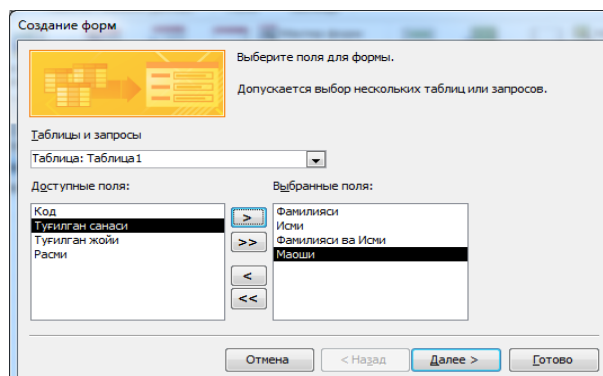 Создание форм
Выберите поля для формы.
Допускается выбор нескольких таблиц или запросов.
Таблицы и запросы
Таблица: Таблица1
Доступные поля:
Выбранные поля:
Код
Туғилган санаси
Туғилган жойи
Расми
>
>>
<
<<
Фамилияси
Исми
Фамилияси ва Исми
Маоши
Отмена
< Назад
Далее >
Готово